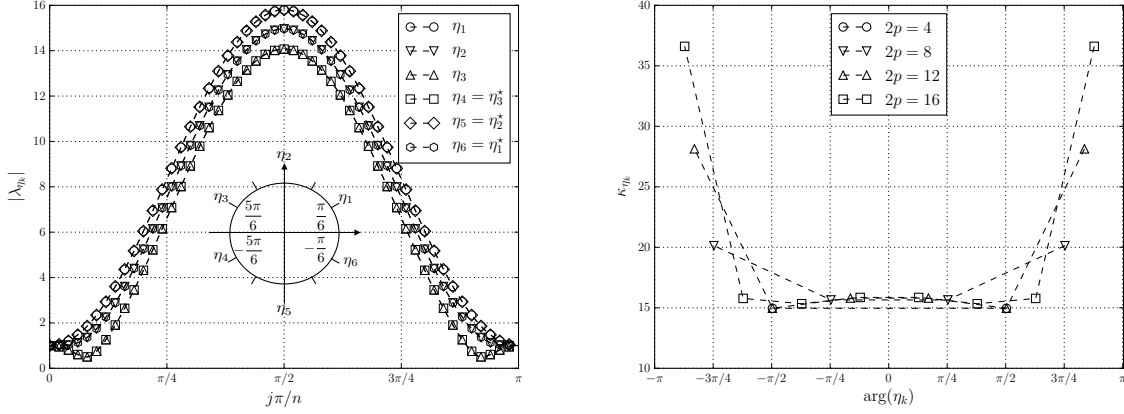 16
14
12
10
8
6
4
2
0
|λ_{η_k}|
0
π/4
π/2
3π/4
π
jπ/n
η_1
η_2
η_3
η_4 = η_3^⋆
η_5 = η_2^⋆
η_6 = η_1^⋆
η_2
η_3
η_1
5π/6
π/6
−5π/6
−π/6
η_4
η_6
η_5
40
35
30
25
20
15
10
κ_{η_k}
−π
−3π/4
−π/2
−π/4
0
π/4
π/2
3π/4
π
arg(η_k)
2p = 4
2p = 8
2p = 12
2p = 16